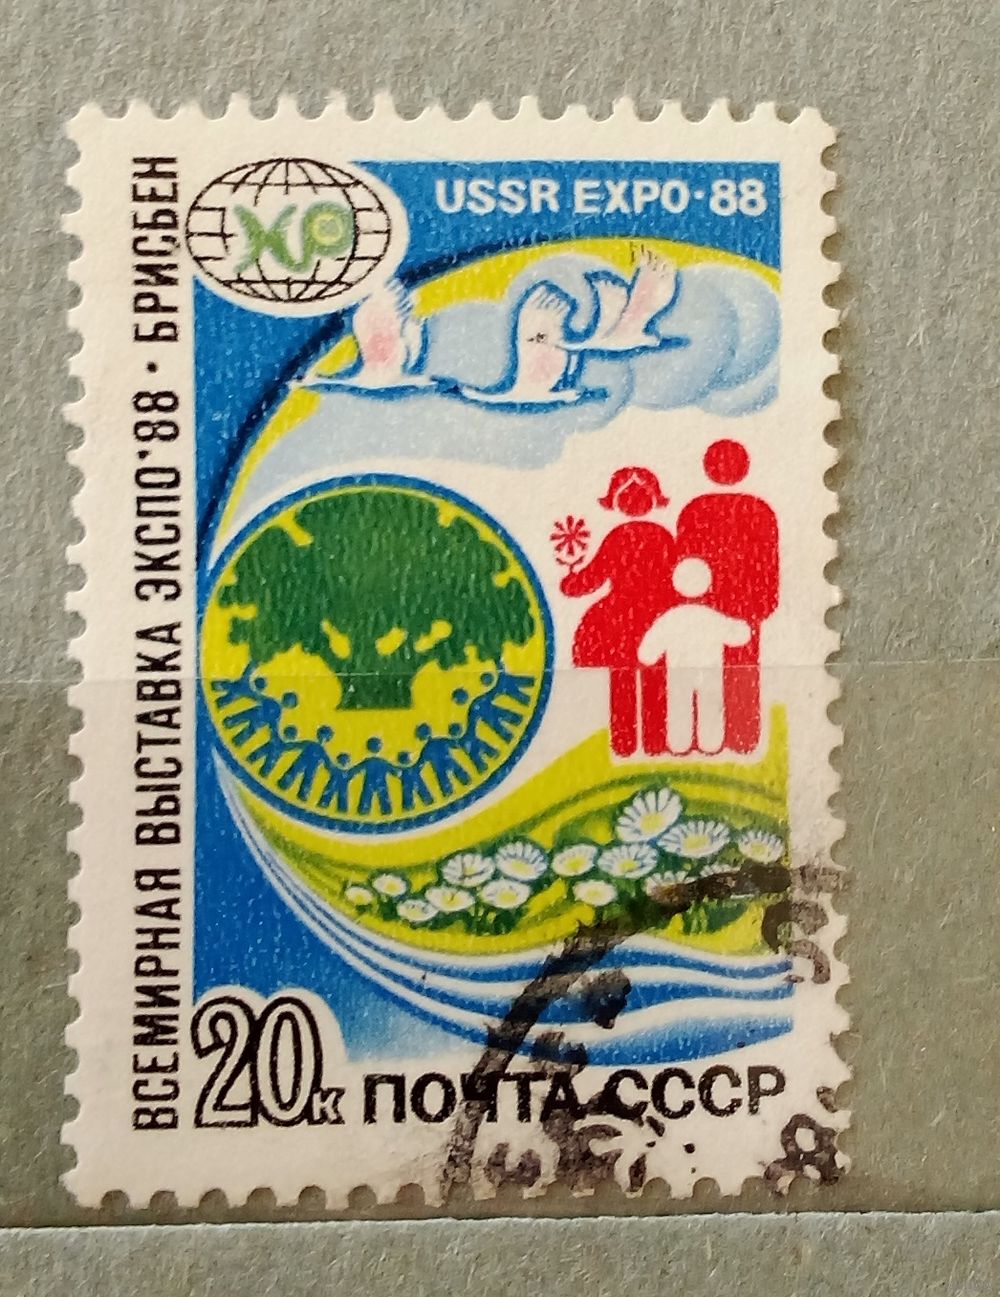 ВСЕМИРНАЯ ВЫСТАВКА ЭКСПО'88 • БРИСБЕН
USSR EXPO•88
20к ПОЧТА СССР